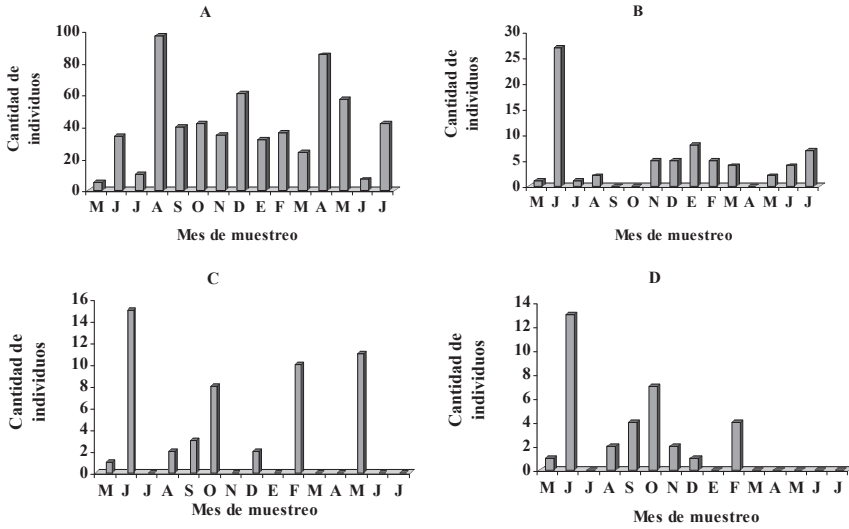 A
Cantidad de
individuos
100
80
60
40
20
0
M J J A S O N D E F M A M J J
Mes de muestreo
B
Cantidad de
individuos
30
25
20
15
10
5
0
M J J A S O N D E F M A M J J
Mes de muestreo
C
Cantidad de
individuos
16
14
12
10
8
6
4
2
0
M J J A S O N D E F M A M J J
Mes de muestreo
D
Cantidad de
individuos
14
12
10
8
6
4
2
0
M J J A S O N D E F M A M J J
Mes de muestreo